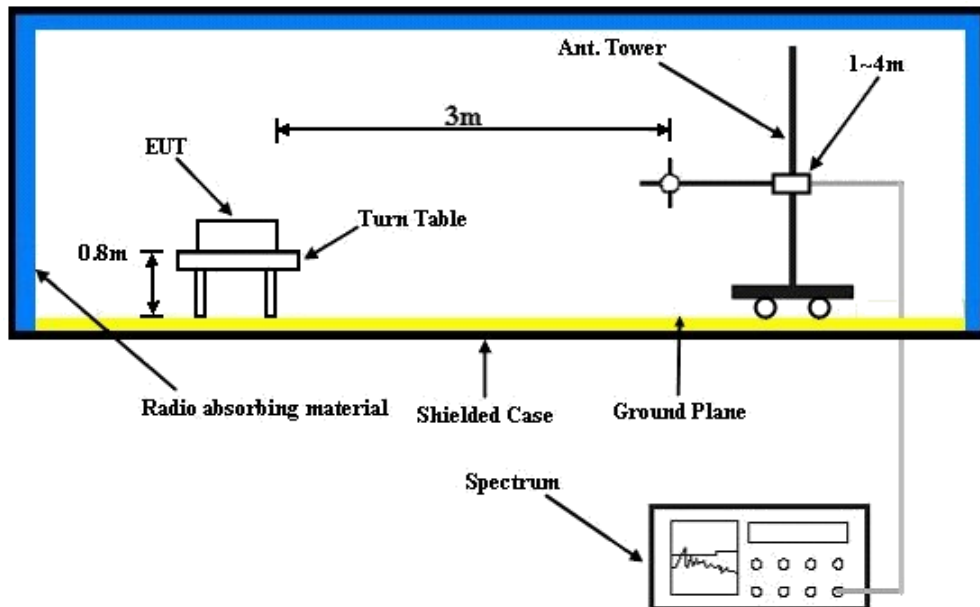 Ant. Tower
1~4m
3m
EUT
Turn Table
0.8m
Radio absorbing material
Shielded Case
Ground Plane
Spectrum